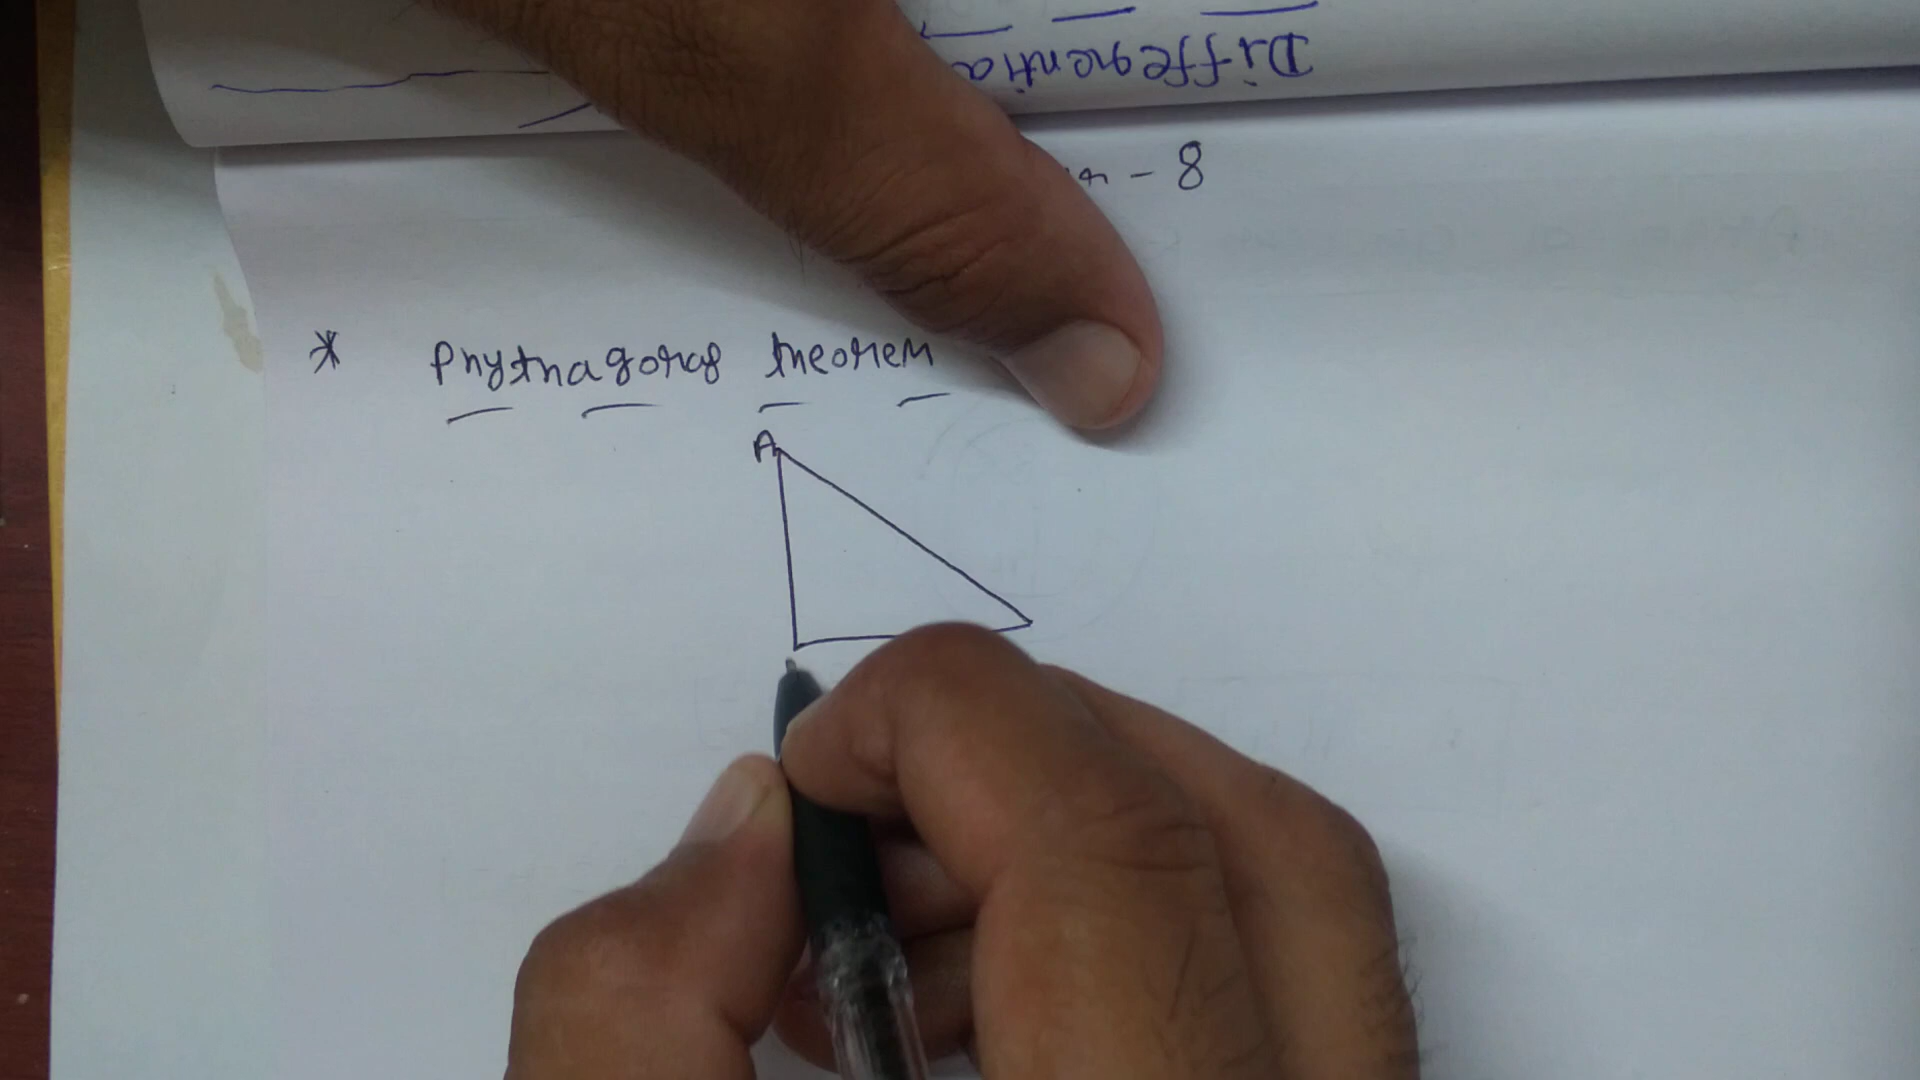 Differentia
- 8
* Phythagoras theorem
A